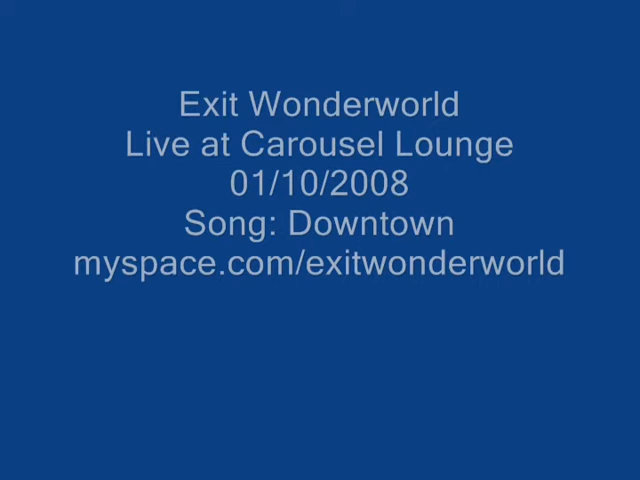 Exit Wonderworld
Live at Carousel Lounge
01/10/2008
Song: Downtown
myspace.com/exitwonderworld